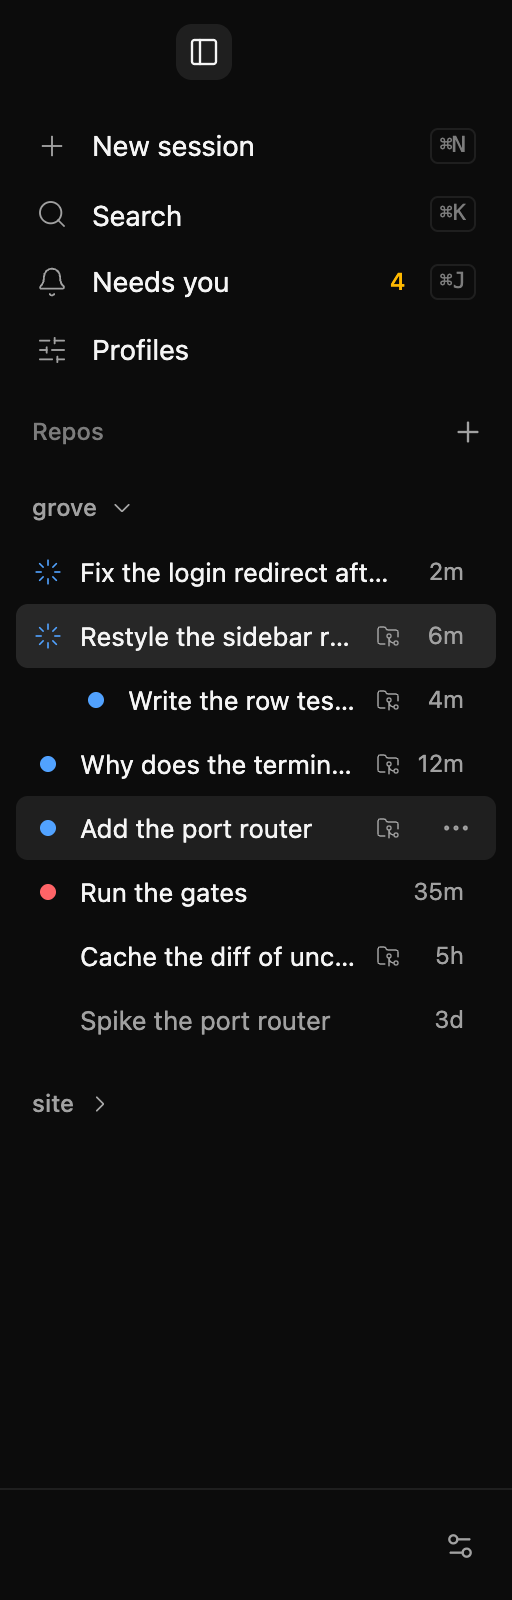 New session ⌘N
Search ⌘K
Needs you 4 ⌘J
Profiles
Repos
grove
Fix the login redirect aft... 2m
Restyle the sidebar r... 6m
Write the row tes... 4m
Why does the termin... 12m
Add the port router
Run the gates 35m
Cache the diff of unc... 5h
Spike the port router 3d
site